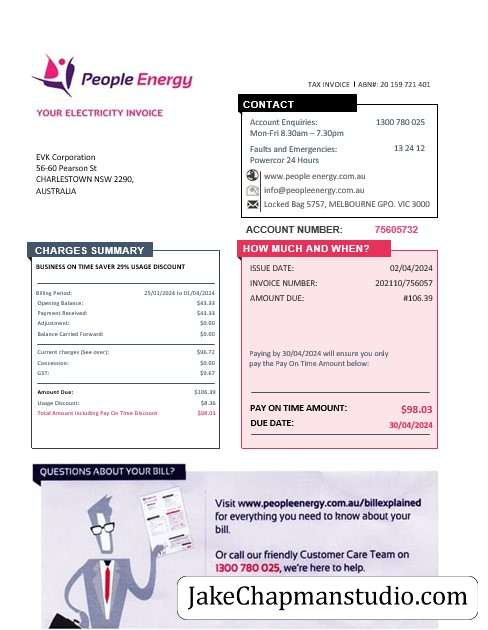 People Energy
YOUR ELECTRICITY INVOICE
TAX INVOICE I ABN#: 20 159 721 401
CONTACT
Account Enquiries: 1300 780 025
Mon-Fri 8.30am – 7.30pm
Faults and Emergencies: 13 24 12
Powercor 24 Hours
www.people energy.com.au
info@peopleenergy.com.au
Locked Bag 5757, MELBOURNE GPO. VIC 3000
EVK Corporation
56-60 Pearson St
CHARLESTOWN NSW 2290,
AUSTRALIA
ACCOUNT NUMBER: 75605732
CHARGES SUMMARY
BUSINESS ON TIME SAVER 29% USAGE DISCOUNT
Billing Period: 25/01/2024 to 01/04/2024
Opening Balance: $43.33
Payment Received: $43.33
Adjustment: $0.00
Balance Carried Forward: $0.00
Current charges (See over): $96.72
Concession: $0.00
GST: $9.67
Amount Due: $106.39
Usage Discount: $8.36
Total Amount Including Pay On Time Discount $98.03
HOW MUCH AND WHEN?
ISSUE DATE: 02/04/2024
INVOICE NUMBER: 202110/756057
AMOUNT DUE: #106.39
Paying by 30/04/2024 will ensure you only
pay the Pay On Time Amount below:
PAY ON TIME AMOUNT: $98.03
DUE DATE: 30/04/2024
QUESTIONS ABOUT YOUR BILL?
Visit www.peopleenergy.com.au/billexplained
for everything you need to know about your
bill.
Or call our friendly Customer Care Team on
1300 780 025, we're here to help.
JakeChapmanstudio.com